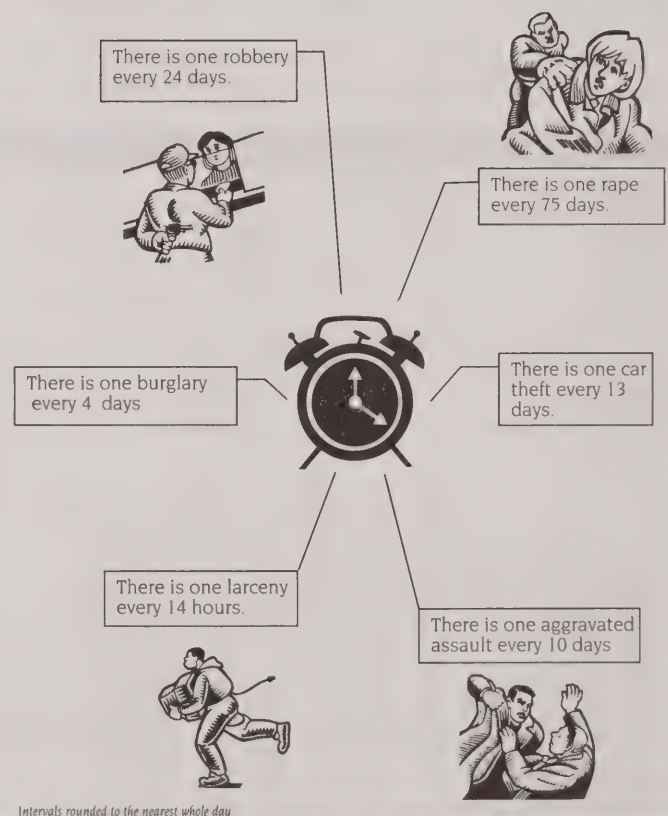 There is one robbery
every 24 days.
There is one rape
every 75 days.
There is one burglary
every 4 days
There is one car
theft every 13
days.
There is one larceny
every 14 hours.
There is one aggravated
assault every 10 days
Intervals rounded to the nearest whole day